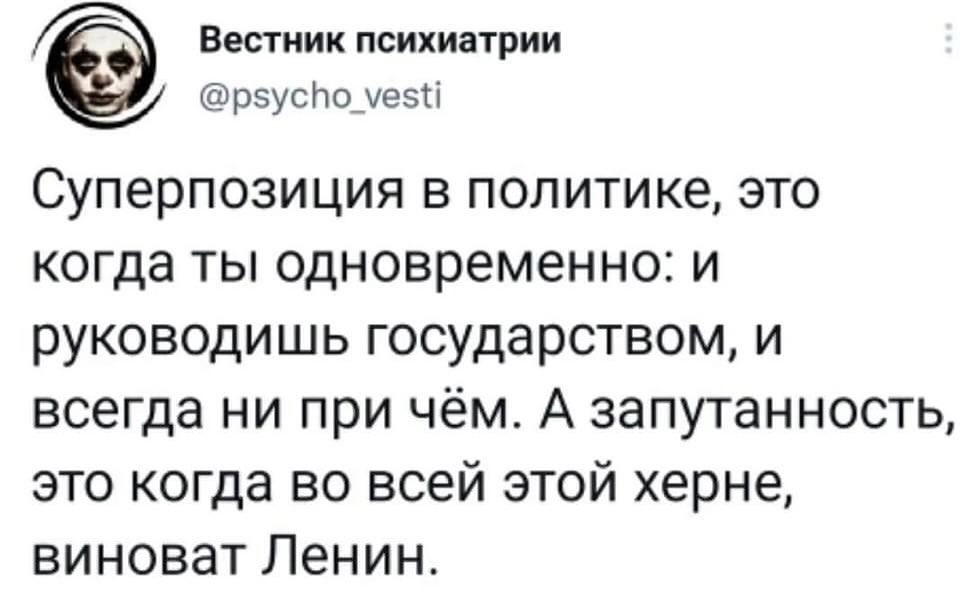 Вестник психиатрии
@psycho_vesti
Суперпозиция в политике, это
когда ты одновременно: и
руководишь государством, и
всегда ни при чём. А запутанность,
это когда во всей этой херне,
виноват Ленин.